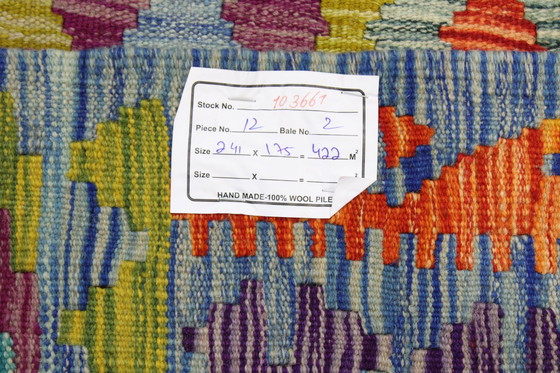 Stock No. 103661
Piece No. 12 Bale No. 2
Size 241 X 175 = 422 M²
Size X =
HAND MADE-100% WOOL PILE